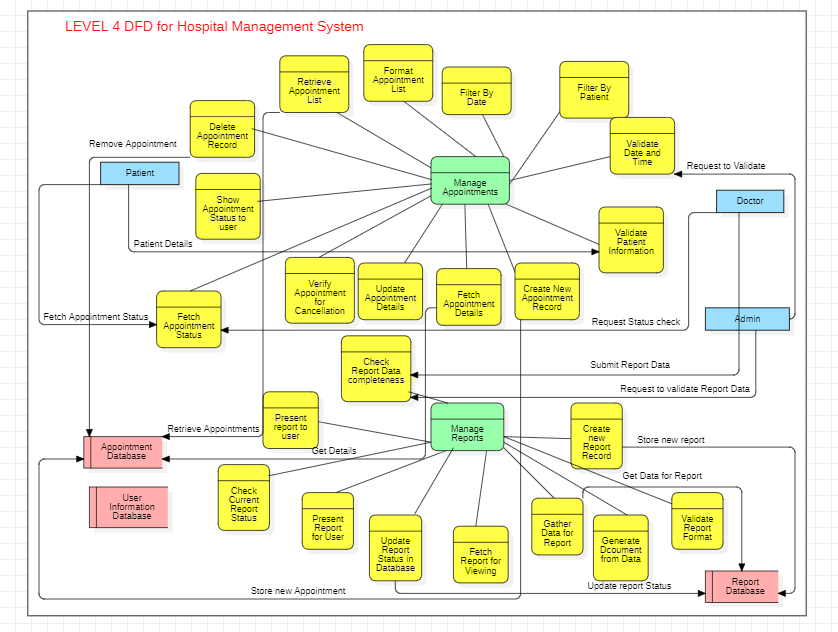 LEVEL 4 DFD for Hospital Management System
Format
Appointment
List
Retrieve
Appointment
List
Filter By
Date
Filter By
Patient
Delete
Appointment
Record
Validate
Date and
Time
Remove Appointment
Request to Validate
Patient
Manage
Appointments
Show
Appointment
Status to
user
Doctor
Validate
Patient
Information
Patient Details
Verify
Appointment
for
Cancellation
Update
Appointment
Details
Fetch
Appointment
Details
Create New
Appointment
Record
Fetch Appointment Status
Fetch
Appointment
Status
Request Status check
Admin
Check
Report Data
completeness
Submit Report Data
Request to validate Report Data
Present
report to
user
Manage
Reports
Create
new
Report
Record
Retrieve Appointments
Store new report
Appointment
Database
Get Details
Get Data for Report
User
Information
Database
Check
Current
Report
Status
Present
Report
for User
Update
Report
Status in
Database
Fetch
Report for
Viewing
Gather
Data for
Report
Generate
Dcoument
from Data
Validate
Report
Format
Report
Database
Update report Status
Store new Appointment